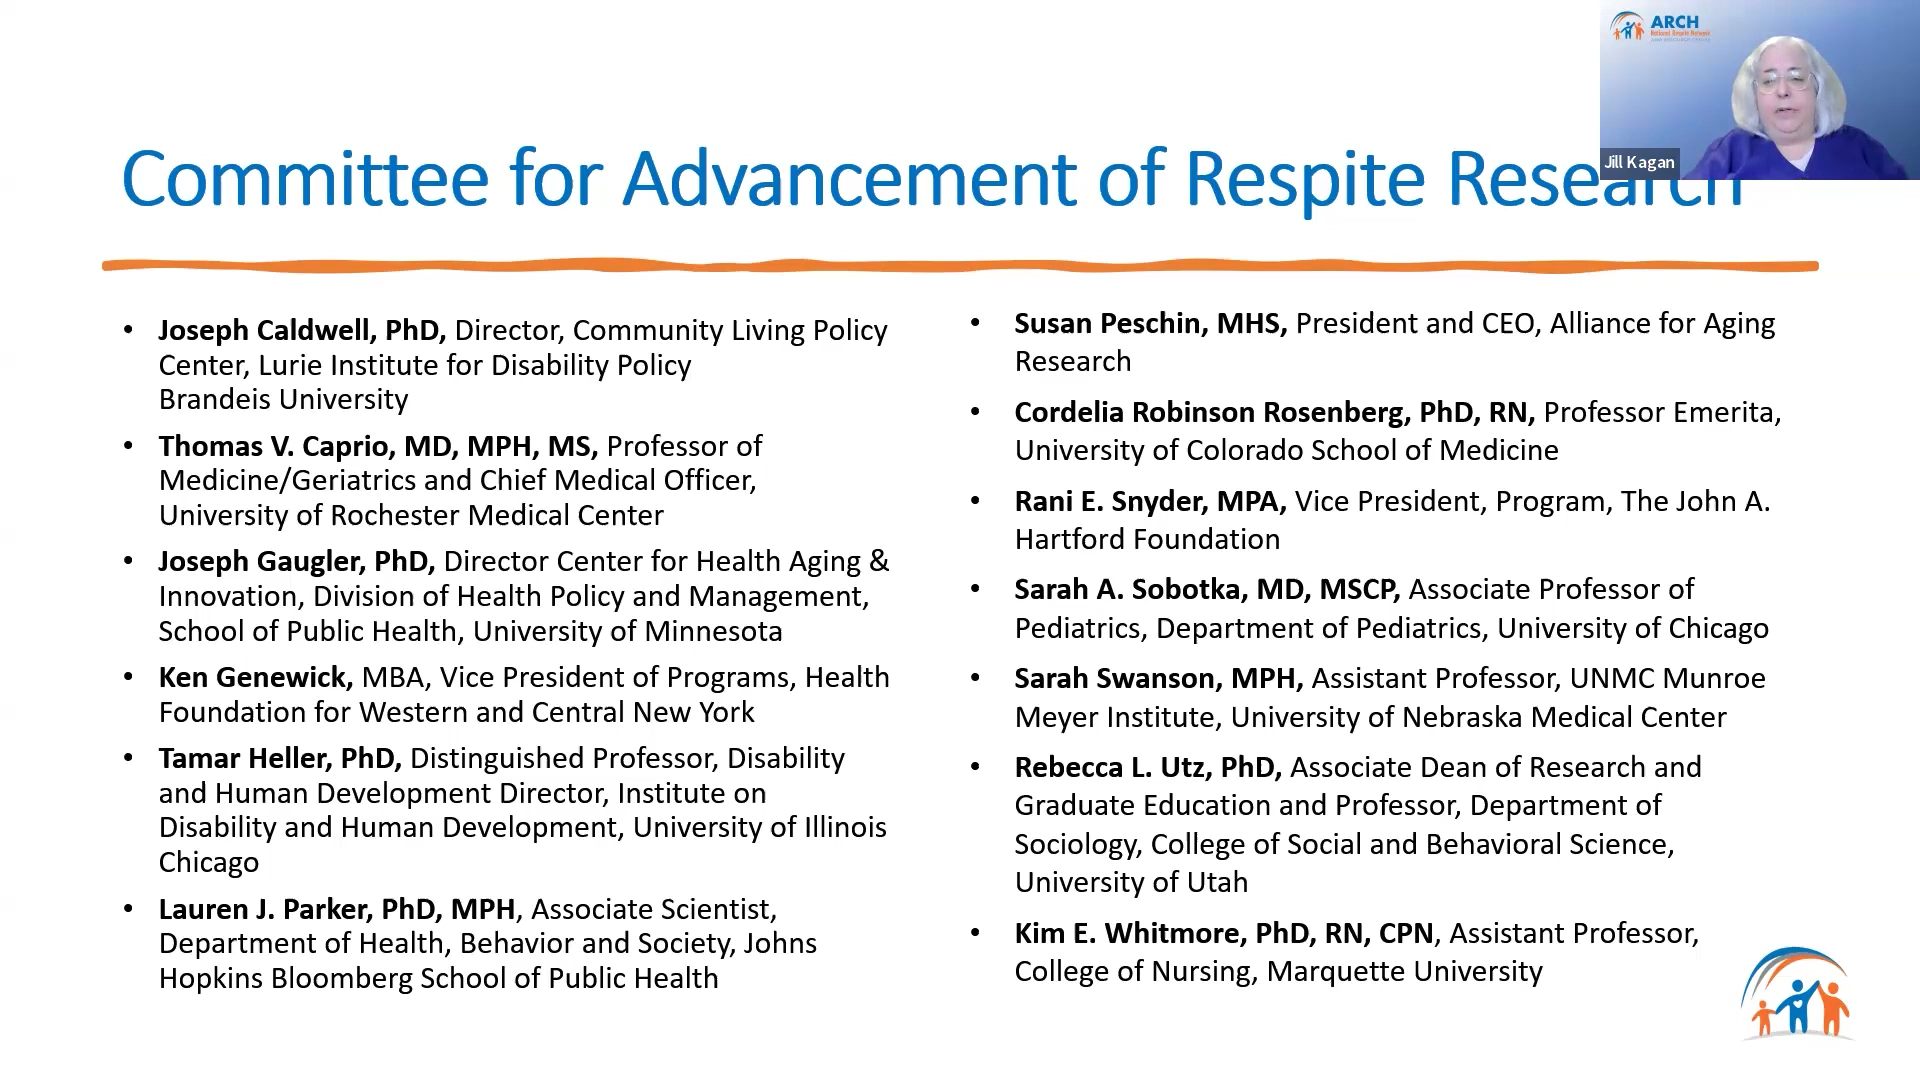 ARCH
National Respite Network
Jill Kagan
Committee for Advancement of Respite Research
• Joseph Caldwell, PhD, Director, Community Living Policy
Center, Lurie Institute for Disability Policy
Brandeis University
• Thomas V. Caprio, MD, MPH, MS, Professor of
Medicine/Geriatrics and Chief Medical Officer,
University of Rochester Medical Center
• Joseph Gaugler, PhD, Director Center for Health Aging &
Innovation, Division of Health Policy and Management,
School of Public Health, University of Minnesota
• Ken Genewick, MBA, Vice President of Programs, Health
Foundation for Western and Central New York
• Tamar Heller, PhD, Distinguished Professor, Disability
and Human Development Director, Institute on
Disability and Human Development, University of Illinois
Chicago
• Lauren J. Parker, PhD, MPH, Associate Scientist,
Department of Health, Behavior and Society, Johns
Hopkins Bloomberg School of Public Health
• Susan Peschin, MHS, President and CEO, Alliance for Aging
Research
• Cordelia Robinson Rosenberg, PhD, RN, Professor Emerita,
University of Colorado School of Medicine
• Rani E. Snyder, MPA, Vice President, Program, The John A.
Hartford Foundation
• Sarah A. Sobotka, MD, MSCP, Associate Professor of
Pediatrics, Department of Pediatrics, University of Chicago
• Sarah Swanson, MPH, Assistant Professor, UNMC Munroe
Meyer Institute, University of Nebraska Medical Center
• Rebecca L. Utz, PhD, Associate Dean of Research and
Graduate Education and Professor, Department of
Sociology, College of Social and Behavioral Science,
University of Utah
• Kim E. Whitmore, PhD, RN, CPN, Assistant Professor,
College of Nursing, Marquette University